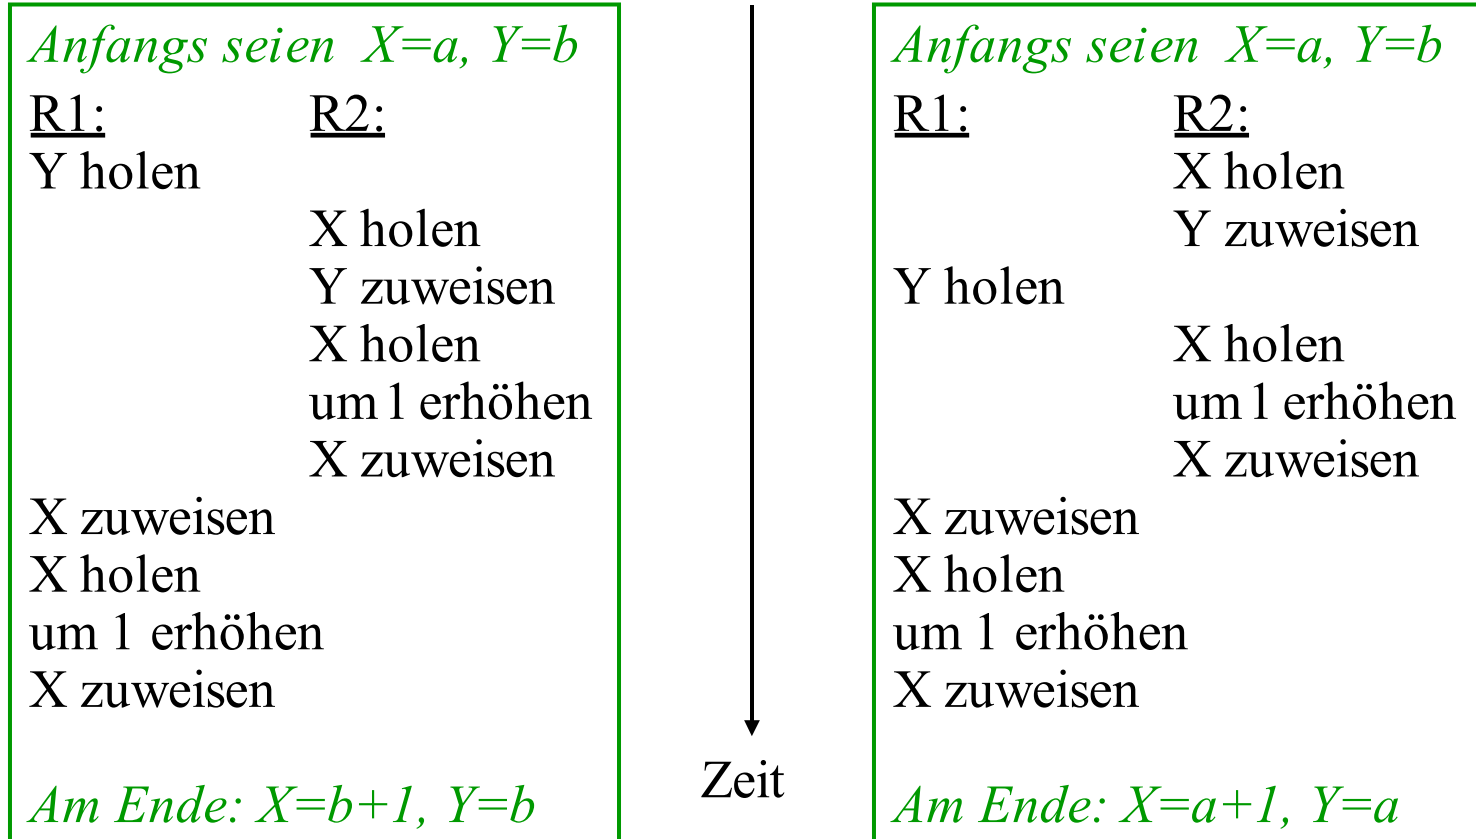 Anfangs seien X=a, Y=b
R1: R2:
Y holen
X holen
Y zuweisen
X holen
um 1 erhöhen
X zuweisen
X zuweisen
X holen
um 1 erhöhen
X zuweisen
Am Ende: X=b+1, Y=b
Zeit
Anfangs seien X=a, Y=b
R1: R2:
X holen
Y zuweisen
Y holen
X holen
um 1 erhöhen
X zuweisen
X zuweisen
X holen
um 1 erhöhen
X zuweisen
Am Ende: X=a+1, Y=a